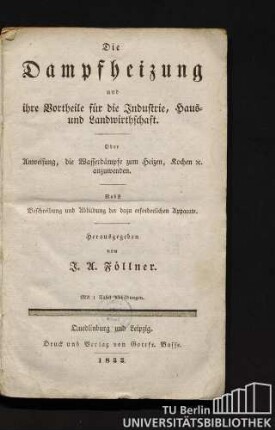 Die
Dampfheizung
und
ihre Vortheile für die Industrie, Haus-
und Landwirthschaft.
Oder
Anweisung, die Wasserdämpfe zum Heizen, Kochen ꝛc.
anzuwenden.
Nebst
Beschreibung und Abbildung der dazu erforderlichen Apparate.
Herausgegeben
von
J. A. Föllner.
Mit Tafel Abbildungen.
Quedlinburg und Leipzig.
Druck und Verlag von Gottfr. Basse.
1833.
TU Berlin
UNIVERSITÄTSBIBLIOTHEK